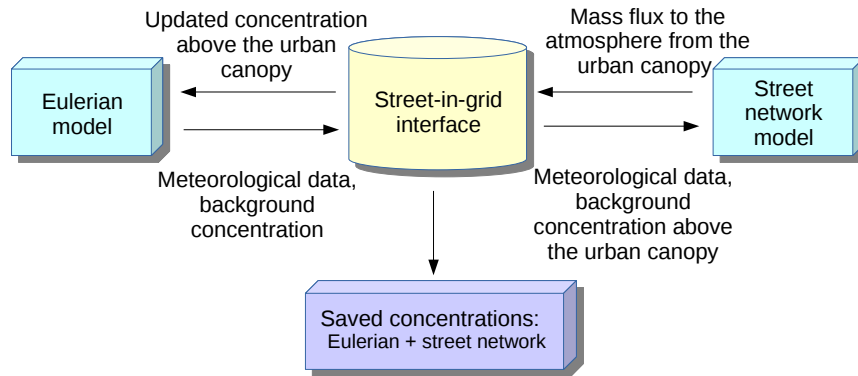 Updated concentration
above the urban
canopy
Mass flux to the
atmosphere from the
urban canopy
Eulerian
model
Street-in-grid
interface
Street
network
model
Meteorological data,
background
concentration
Meteorological data,
background
concentration above
the urban canopy
Saved concentrations:
Eulerian + street network